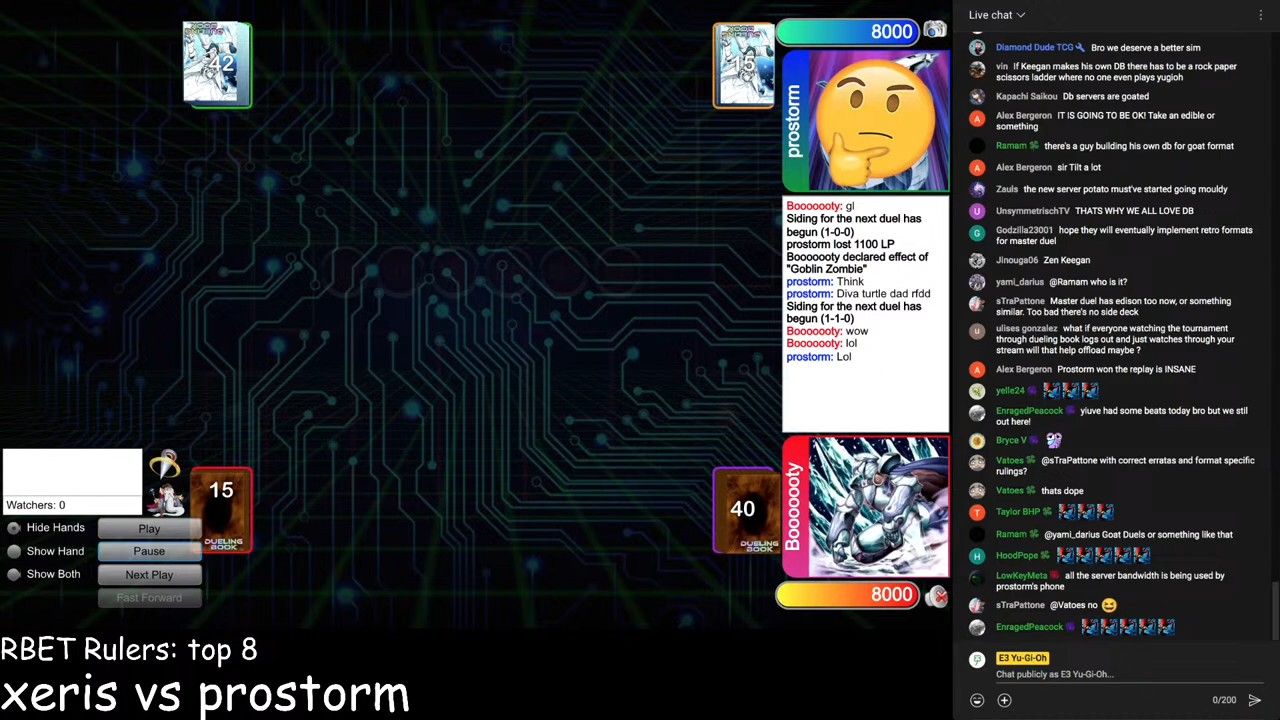 42
15
8000
prostorm
Booooooty: gl
Siding for the next duel has
begun (1-0-0)
prostorm lost 1100 LP
Booooooty declared effect of
"Goblin Zombie"
prostorm: Think
prostorm: Diva turtle dad rfdd
Siding for the next duel has
begun (1-1-0)
Booooooty: wow
Booooooty: lol
prostorm: Lol
Watchers: 0
Hide Hands
Show Hand
Show Both
Play
Pause
Next Play
Fast Forward
15
DUELING
BOOK
40
DUELING
BOOK
Booooooty
8000
RBET Rulers: top 8
xeris vs prostorm
Live chat
Diamond Dude TCG Bro we deserve a better sim
vin If Keegan makes his own DB there has to be a rock paper
scissors ladder where no one even plays yugioh
Kapachi Saikou Db servers are goated
Alex Bergeron IT IS GOING TO BE OK! Take an edible or
something
Ramam there's a guy building his own db for goat format
Alex Bergeron sir Tilt a lot
Zauls the new server potato must've started going mouldy
UnsymmetrischTV THATS WHY WE ALL LOVE DB
Godzilla23001 hope they will eventually implement retro formats
for master duel
Jinouga06 Zen Keegan
yami_darius @Ramam who is it?
sTraPattone Master duel has edison too now, or something
similar. Too bad there's no side deck
ulises gonzalez what if everyone watching the tournament
through dueling book logs out and just watches through your
stream will that help offload maybe ?
Alex Bergeron Prostorm won the replay is INSANE
yelle24
EnragedPeacock yiuve had some beats today bro but we stil
out here!
Bryce V
Vatoes @sTraPattone with correct erratas and format specific
rulings?
Vatoes thats dope
Taylor BHP
Ramam @yami_darius Goat Duels or something like that
HoodPope
LowKeyMeta all the server bandwidth is being used by
prostorm's phone
sTraPattone @Vatoes no
EnragedPeacock
E3 Yu-Gi-Oh
Chat publicly as E3 Yu-Gi-Oh...
0/200